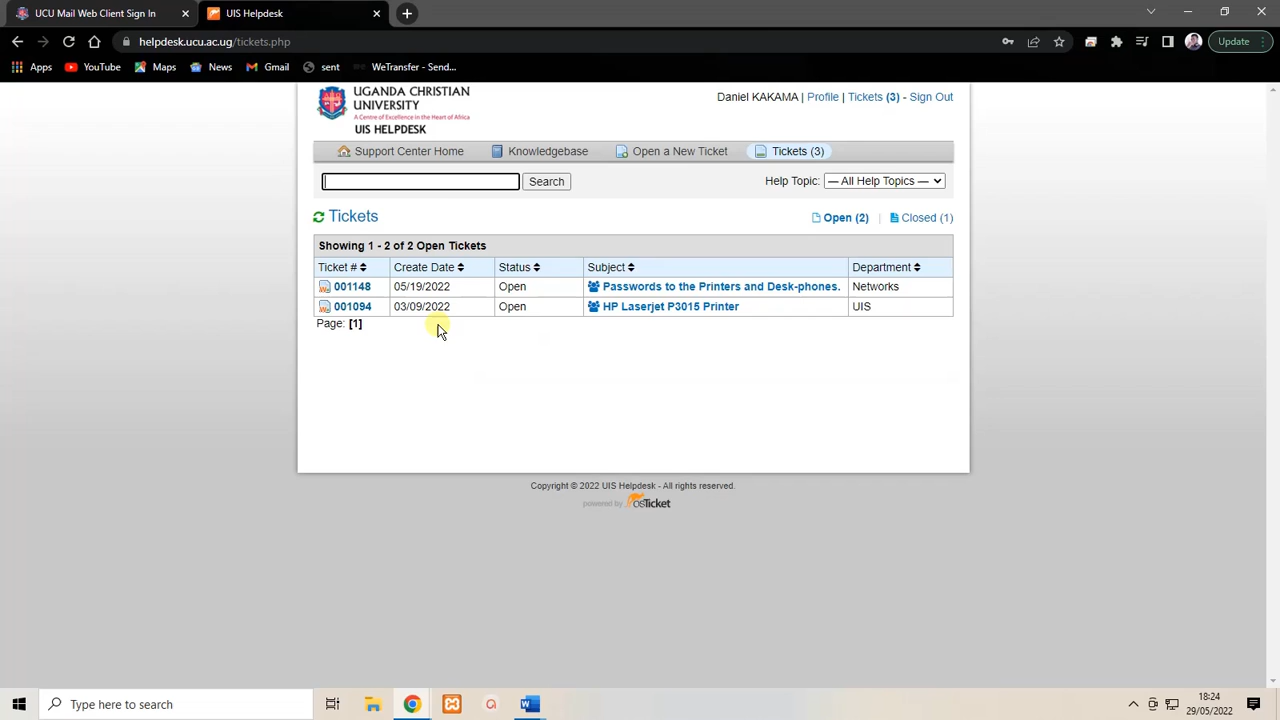 UCU Mail Web Client Sign In
UIS Helpdesk
helpdesk.ucu.ac.ug/tickets.php
Update
Apps
YouTube
Maps
News
Gmail
sent
WeTransfer - Send...
UGANDA CHRISTIAN
UNIVERSITY
A Centre of Excellence in the Heart of Africa
UIS HELPDESK
Daniel KAKAMA | Profile | Tickets (3) - Sign Out
Support Center Home
Knowledgebase
Open a New Ticket
Tickets (3)
Search
Help Topic: — All Help Topics —
Tickets
Open (2) | Closed (1)
Showing 1 - 2 of 2 Open Tickets
Ticket # Create Date Status Subject Department
001148 05/19/2022 Open Passwords to the Printers and Desk-phones. Networks
001094 03/09/2022 Open HP Laserjet P3015 Printer UIS
Page: [1]
Copyright © 2022 UIS Helpdesk - All rights reserved.
powered by osTicket
Type here to search
18:24
29/05/2022